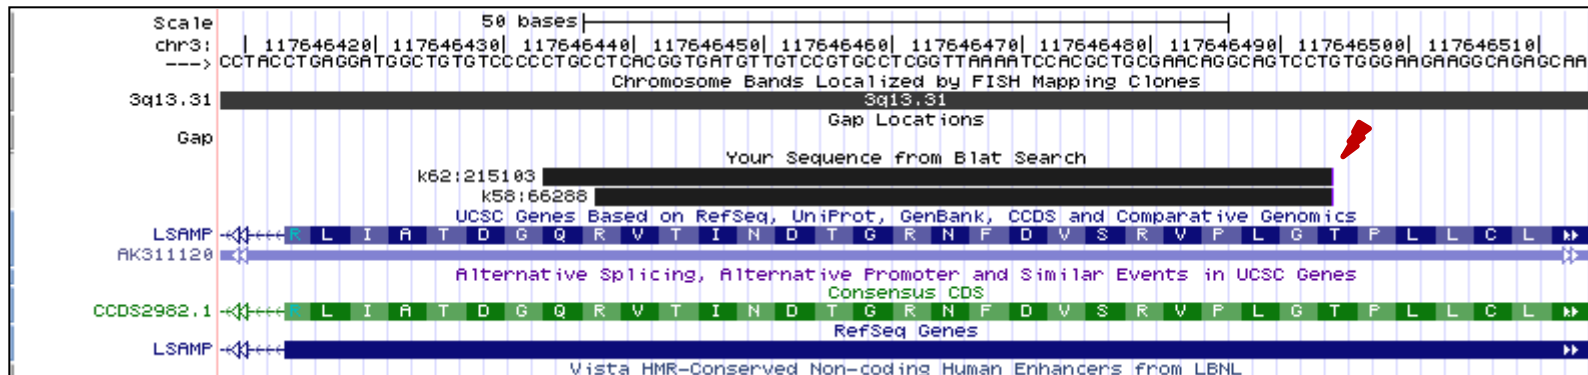 Scale 50 bases
chr3: | 117646420| 117646430| 117646440| 117646450| 117646460| 117646470| 117646480| 117646490| 117646500| 117646510|
---> CCTACCTGAGGATGGCTGTGTCCCCCTGCCTCACGGTGATGTTGTCCGTGCCTCGGTTAAAATCCACGCTGCGAACAGGCAGTCCTGTGGGAAGAAGGCAGAGCAA
Chromosome Bands Localized by FISH Mapping Clones
3q13.31 3q13.31
Gap Locations
Gap
Your Sequence from Blat Search
k62:215103
k58:66288
UCSC Genes Based on RefSeq, UniProt, GenBank, CCDS and Comparative Genomics
LSAMP R L I A T D G Q R V T I N D T G R N F D V S R V P L G T P L L C L
AK311120
Alternative Splicing, Alternative Promoter and Similar Events in UCSC Genes
Consensus CDS
CCDS2982.1 R L I A T D G Q R V T I N D T G R N F D V S R V P L G T P L L C L
RefSeq Genes
LSAMP
Vista HMR-Conserved Non-coding Human Enhancers from LBNL